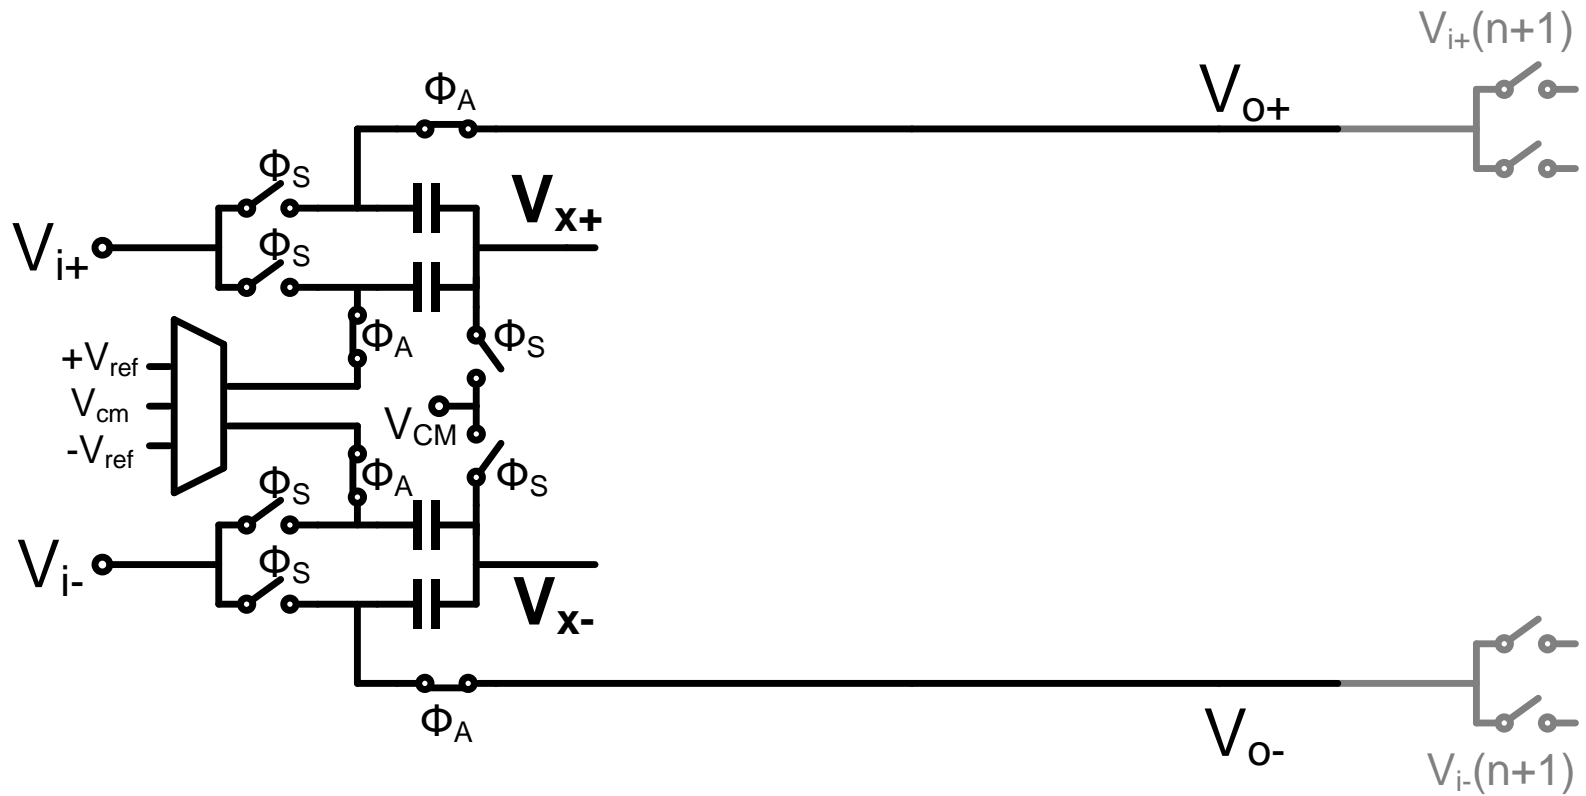 Vi+(n+1)
ΦA
Vo+
ΦS
Vx+
ΦS
Vi+
ΦA
ΦS
+Vref
Vcm
VCM
-Vref
ΦA
ΦS
ΦS
ΦS
Vi-
Vx-
ΦA
Vo-
Vi-(n+1)